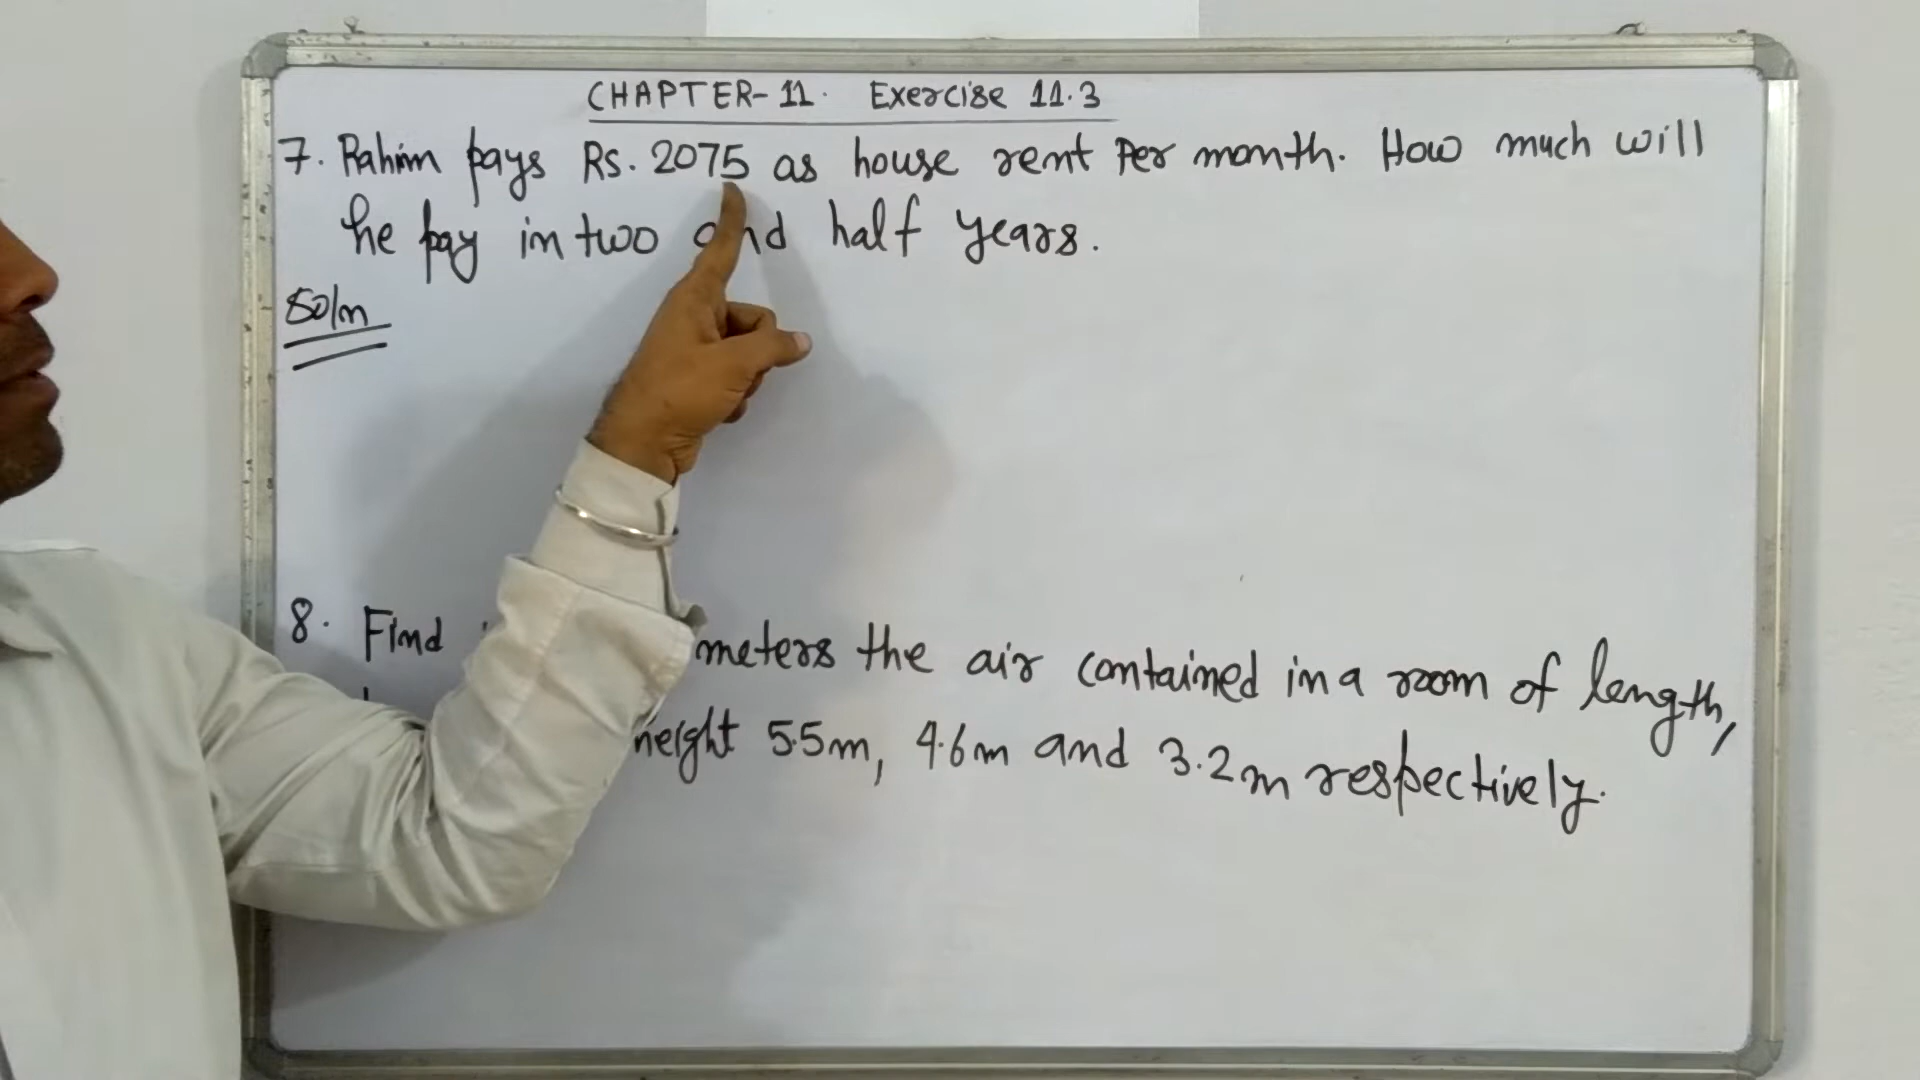 CHAPTER-11. Exercise 11.3
7. Rahim pays Rs. 2075 as house rent Per month. How much will
he pay in two and half years.
Soln
8. Find meters the air contained in a room of length,
height 5.5m, 4.6m and 3.2m respectively.